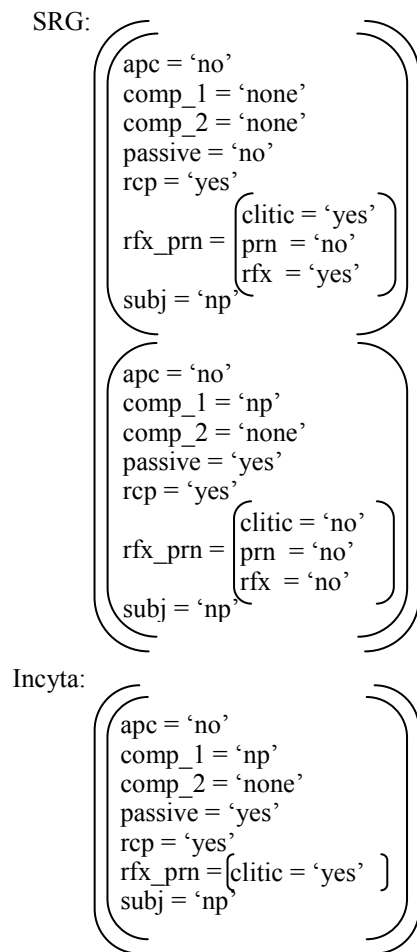 SRG:
apc = ‘no’
comp_1 = ‘none’
comp_2 = ‘none’
passive = ‘no’
rcp = ‘yes’
clitic = ‘yes’
rfx_prn = prn = ‘no’
rfx = ‘yes’
subj = ‘np’
apc = ‘no’
comp_1 = ‘np’
comp_2 = ‘none’
passive = ‘yes’
rcp = ‘yes’
clitic = ‘no’
rfx_prn = prn = ‘no’
rfx = ‘no’
subj = ‘np’
Incyta:
apc = ‘no’
comp_1 = ‘np’
comp_2 = ‘none’
passive = ‘yes’
rcp = ‘yes’
rfx_prn = clitic = ‘yes’
subj = ‘np’